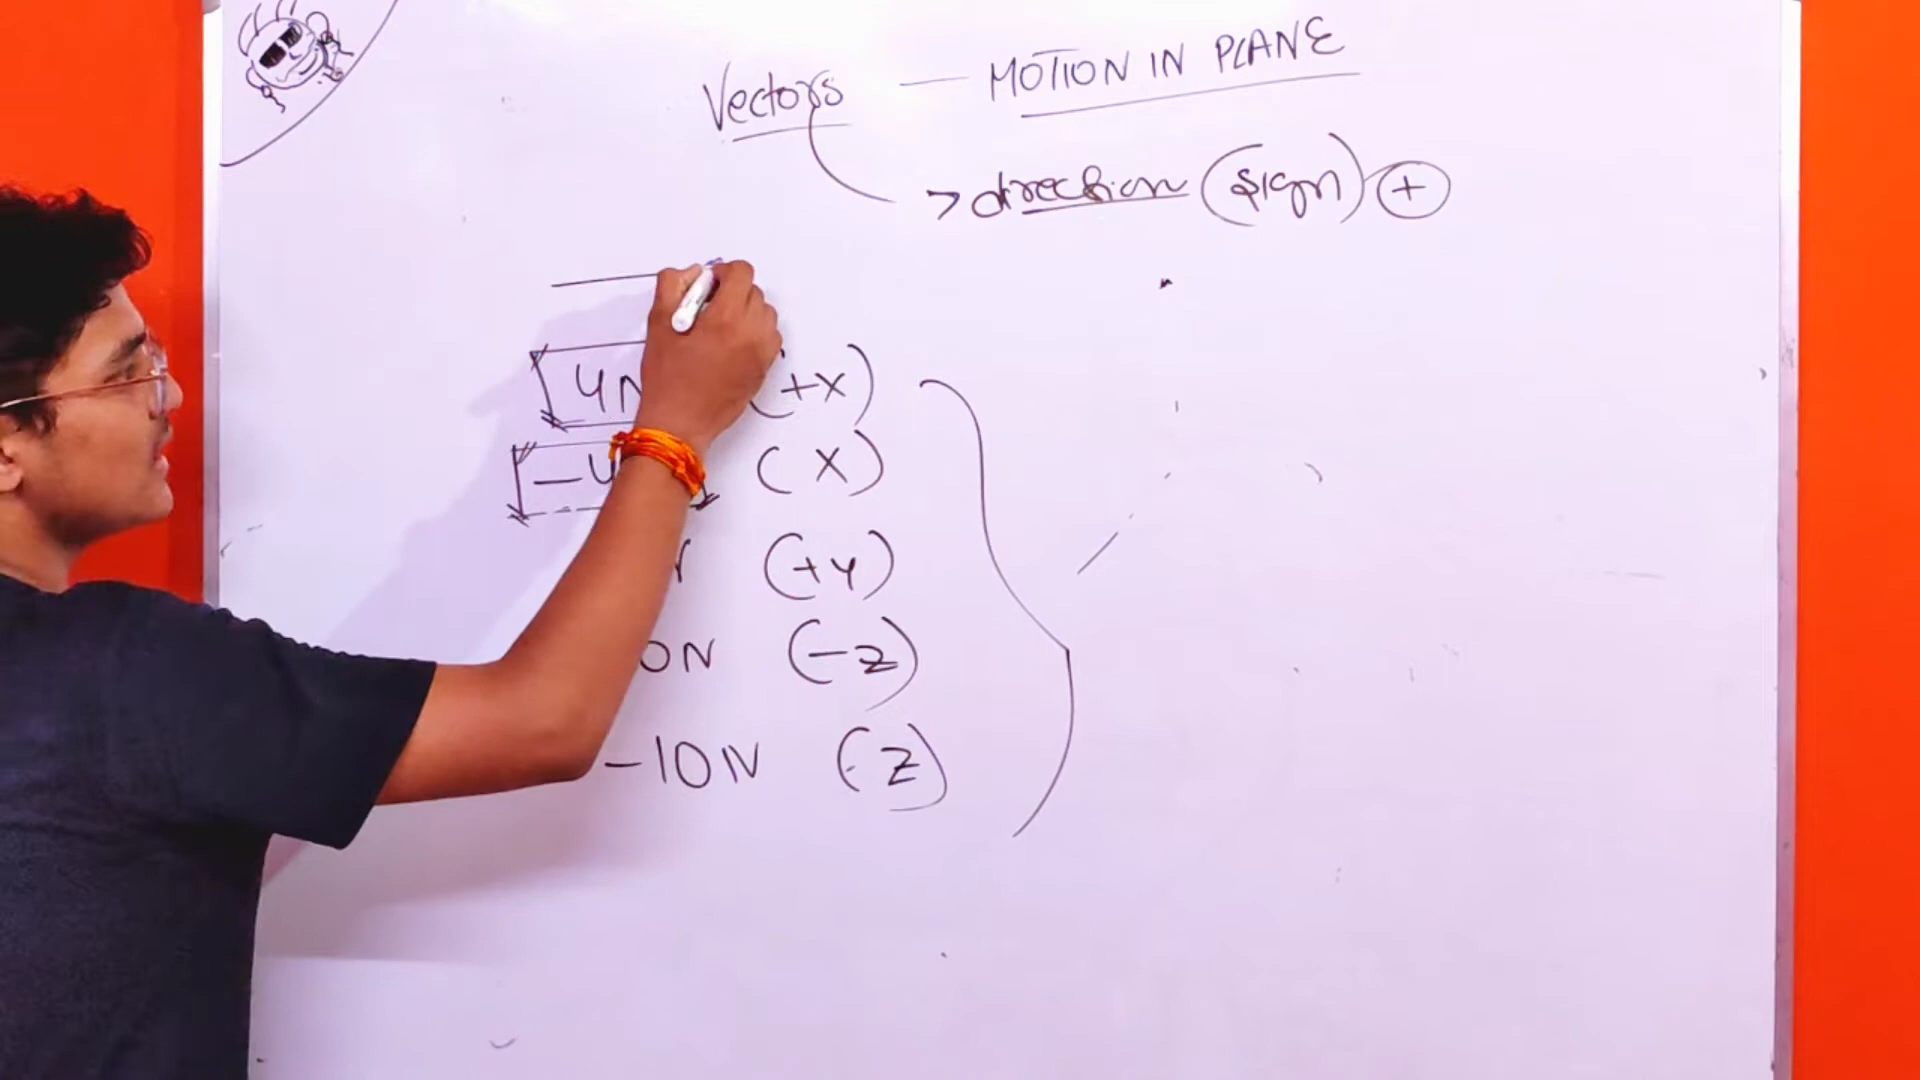 Vectors — MOTION IN PLANE
> direction (sign) +
4N (+x)
-4 (x)
N (+y)
0N (-z)
-10N (-z)